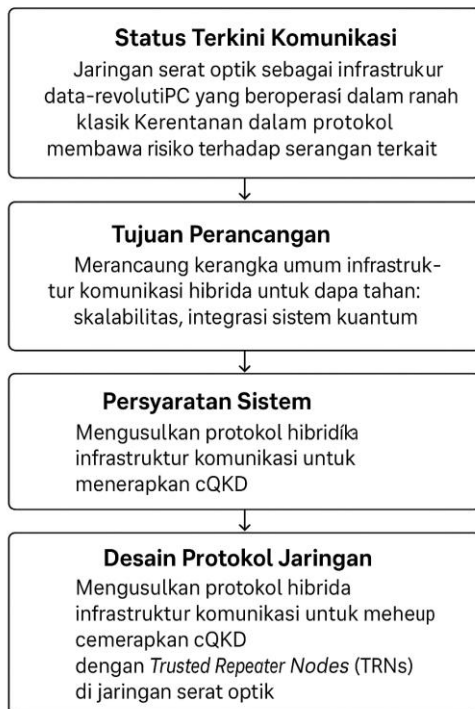 Status Terkini Komunikasi
Jaringan serat optik sebagai infrastrukur
data-revolutiPC yang beroperasi dalam ranah
klasik Kerentanan dalam protokol
membawa risiko terhadap serangan terkait
Tujuan Perancangan
Merancaung kerangka umum infrastruk-
tur komunikasi hibrida untuk dapa tahan:
skalabilitas, integrasi sistem kuantum
Persyaratan Sistem
Mengusulkan protokol hibridika
infrastruktur komunikasi untuk
menerapkan cQKD
Desain Protokol Jaringan
Mengusulkan protokol hibrida
infrastruktur komunikasi untuk meheup
cemerapkan cQKD
dengan Trusted Repeater Nodes (TRNs)
di jaringan serat optik